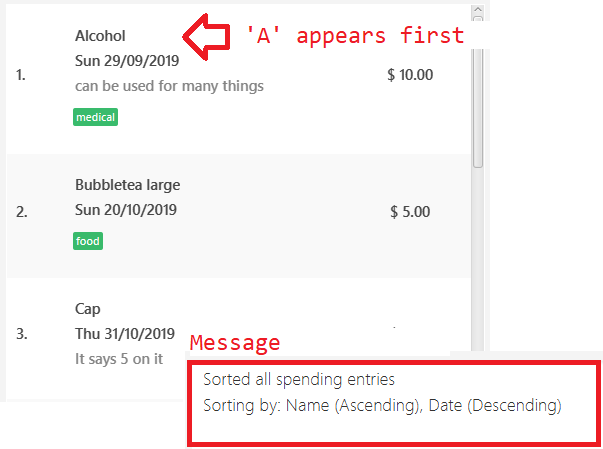 Alcohol
'A' appears first
Sun 29/09/2019
1.
$ 10.00
can be used for many things
medical
Bubbletea large
2.
Sun 20/10/2019
$ 5.00
food
Cap
3.
Thu 31/10/2019
It says 5 on it
Message
Sorted all spending entries
Sorting by: Name (Ascending), Date (Descending)